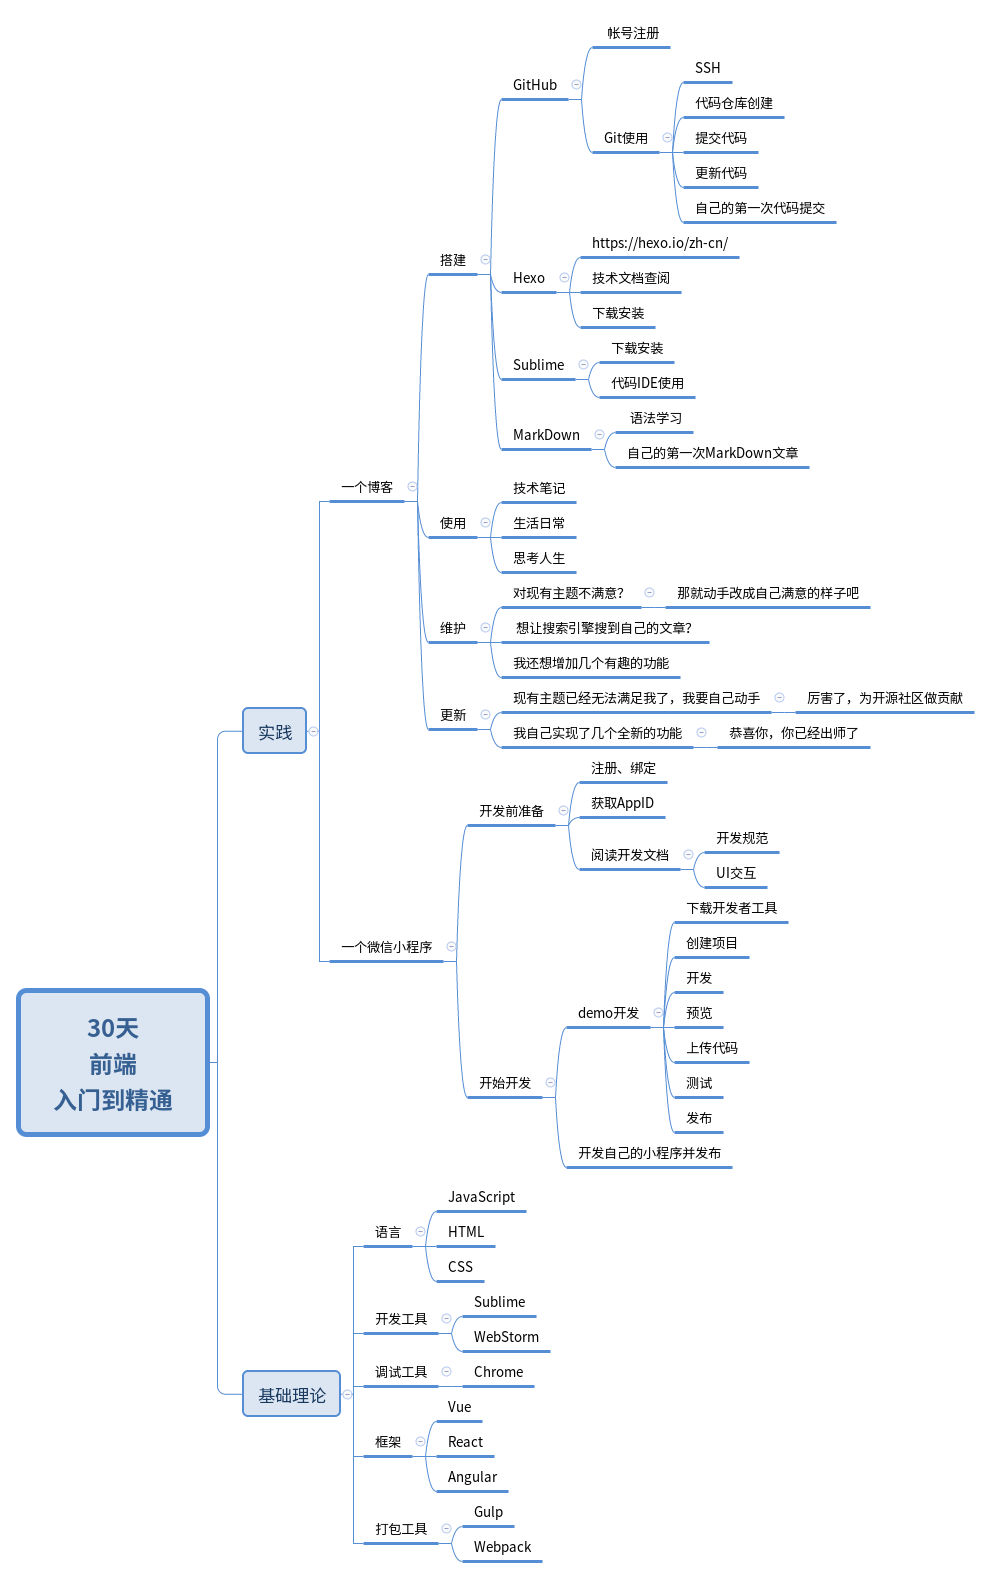 30天
前端
入门到精通
实践
一个博客
搭建
GitHub
帐号注册
Git使用
SSH
代码仓库创建
提交代码
更新代码
自己的第一次代码提交
Hexo
https://hexo.io/zh-cn/
技术文档查阅
下载安装
Sublime
下载安装
代码IDE使用
MarkDown
语法学习
自己的第一次MarkDown文章
使用
技术笔记
生活日常
思考人生
维护
对现有主题不满意？
那就动手改成自己满意的样子吧
想让搜索引擎搜到自己的文章？
我还想增加几个有趣的功能
更新
现有主题已经无法满足我了，我要自己动手
厉害了，为开源社区做贡献
我自己实现了几个全新的功能
恭喜你，你已经出师了
一个微信小程序
开发前准备
注册、绑定
获取AppID
阅读开发文档
开发规范
UI交互
开始开发
demo开发
下载开发者工具
创建项目
开发
预览
上传代码
测试
发布
开发自己的小程序并发布
基础理论
语言
JavaScript
HTML
CSS
开发工具
Sublime
WebStorm
调试工具
Chrome
框架
Vue
React
Angular
打包工具
Gulp
Webpack